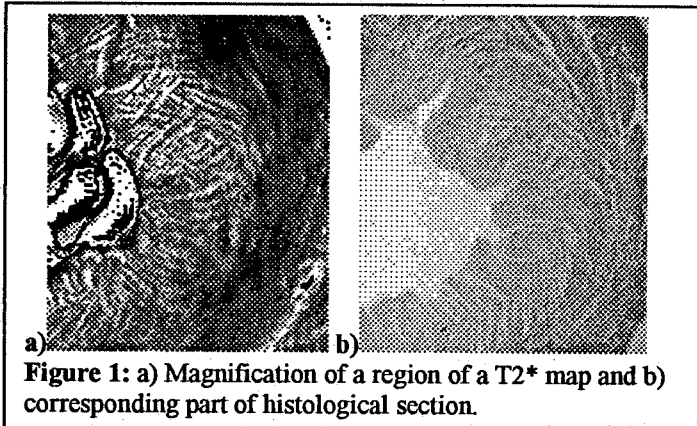 a) b)
Figure 1: a) Magnification of a region of a T2* map and b)
corresponding part of histological section.